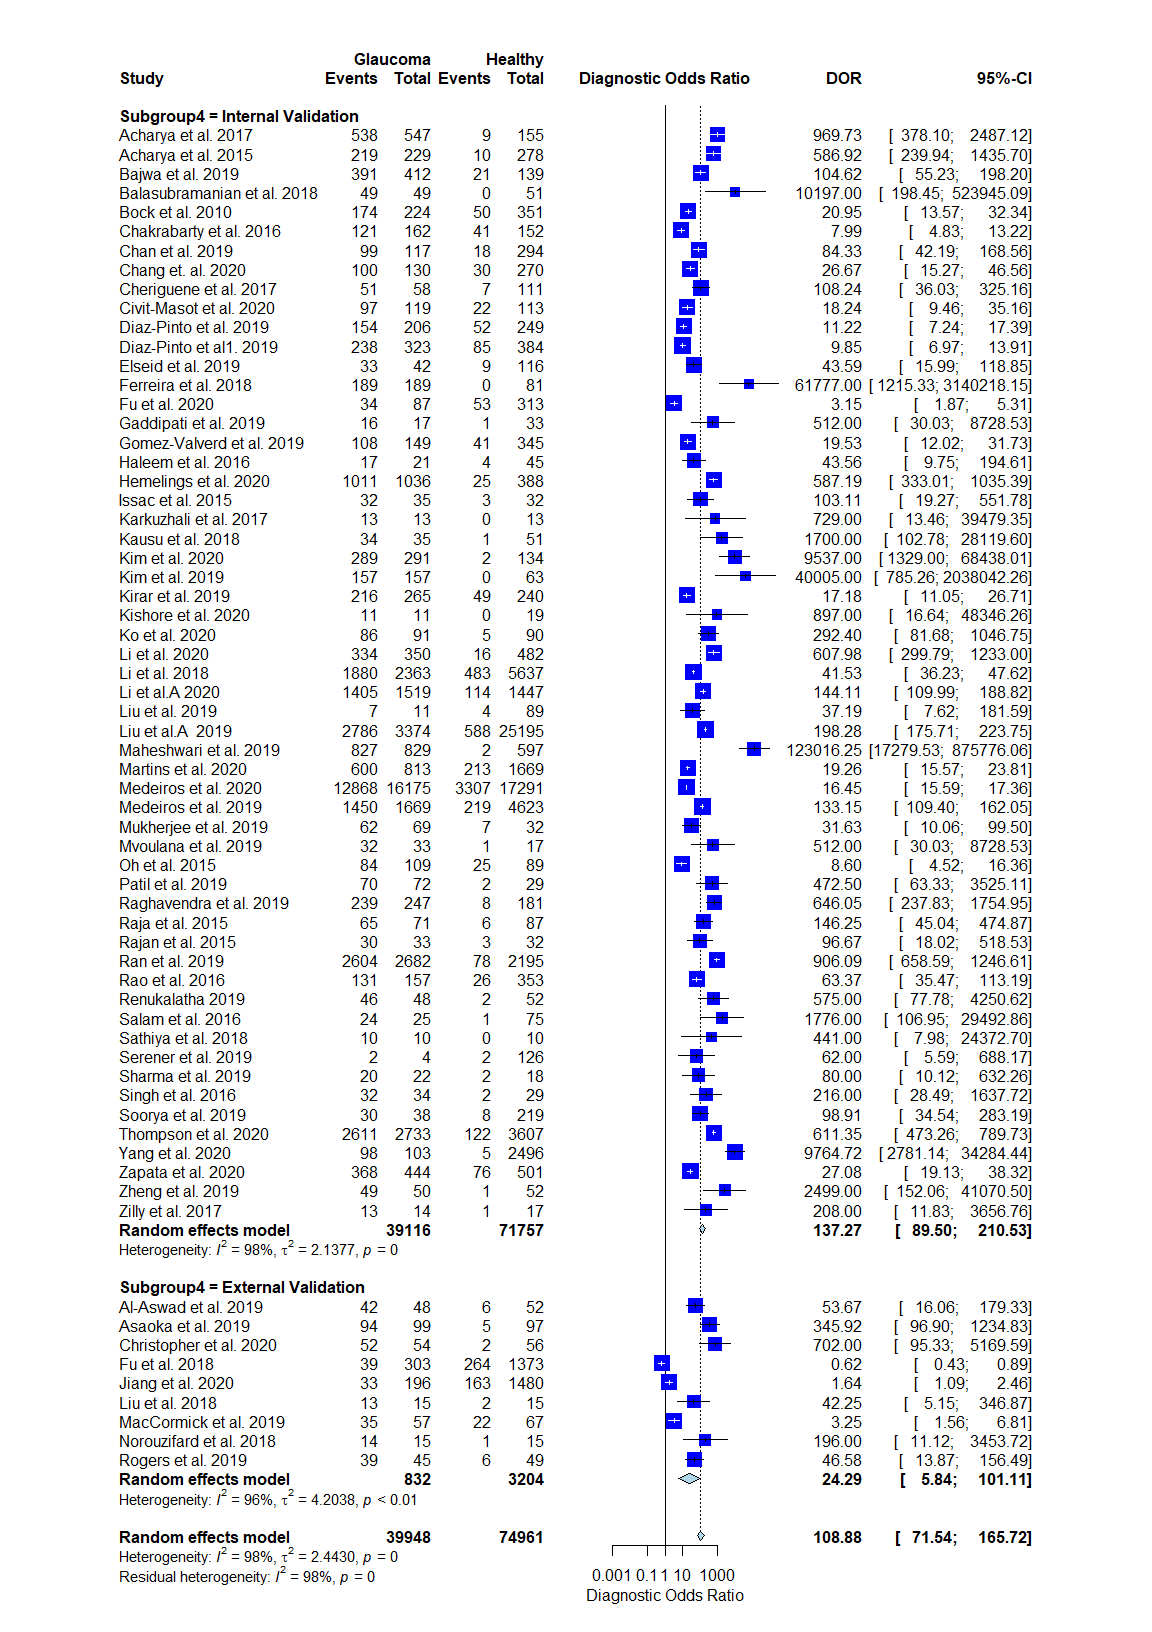 Glaucoma Healthy
Study Events Total Events Total Diagnostic Odds Ratio DOR 95%-CI
Subgroup4 = Internal Validation
Acharya et al. 2017 538 547 9 155 969.73 [ 378.10; 2487.12]
Acharya et al. 2015 219 229 10 278 586.92 [ 239.94; 1435.70]
Bajwa et al. 2019 391 412 21 139 104.62 [ 55.23; 198.20]
Balasubramanian et al. 2018 49 49 0 51 10197.00 [ 198.45; 523945.09]
Bock et al. 2010 174 224 50 351 20.95 [ 13.57; 32.34]
Chakrabarty et al. 2016 121 162 41 152 7.99 [ 4.83; 13.22]
Chan et al. 2019 99 117 18 294 84.33 [ 42.19; 168.56]
Chang et. al. 2020 100 130 30 270 26.67 [ 15.27; 46.56]
Cheriguene et al. 2017 51 58 7 111 108.24 [ 36.03; 325.16]
Civit-Masot et al. 2020 97 119 22 113 18.24 [ 9.46; 35.16]
Diaz-Pinto et al. 2019 154 206 52 249 11.22 [ 7.24; 17.39]
Diaz-Pinto et al1. 2019 238 323 85 384 9.85 [ 6.97; 13.91]
Elseid et al. 2019 33 42 9 116 43.59 [ 15.99; 118.85]
Ferreira et al. 2018 189 189 0 81 61777.00 [ 1215.33; 3140218.15]
Fu et al. 2020 34 87 53 313 3.15 [ 1.87; 5.31]
Gaddipati et al. 2019 16 17 1 33 512.00 [ 30.03; 8728.53]
Gomez-Valverd et al. 2019 108 149 41 345 19.53 [ 12.02; 31.73]
Haleem et al. 2016 17 21 4 45 43.56 [ 9.75; 194.61]
Hemelings et al. 2020 1011 1036 25 388 587.19 [ 333.01; 1035.39]
Issac et al. 2015 32 35 3 32 103.11 [ 19.27; 551.78]
Karkuzhali et al. 2017 13 13 0 13 729.00 [ 13.46; 39479.35]
Kausu et al. 2018 34 35 1 51 1700.00 [ 102.78; 28119.60]
Kim et al. 2020 289 291 2 134 9537.00 [ 1329.00; 68438.01]
Kim et al. 2019 157 157 0 63 40005.00 [ 785.26; 2038042.26]
Kirar et al. 2019 216 265 49 240 17.18 [ 11.05; 26.71]
Kishore et al. 2020 11 11 0 19 897.00 [ 16.64; 48346.26]
Ko et al. 2020 86 91 5 90 292.40 [ 81.68; 1046.75]
Li et al. 2020 334 350 16 482 607.98 [ 299.79; 1233.00]
Li et al. 2018 1880 2363 483 5637 41.53 [ 36.23; 47.62]
Li et al.A 2020 1405 1519 114 1447 144.11 [ 109.99; 188.82]
Liu et al. 2019 7 11 4 89 37.19 [ 7.62; 181.59]
Liu et al.A 2019 2786 3374 588 25195 198.28 [ 175.71; 223.75]
Maheshwari et al. 2019 827 829 2 597 123016.25 [17279.53; 875776.06]
Martins et al. 2020 600 813 213 1669 19.26 [ 15.57; 23.81]
Medeiros et al. 2020 12868 16175 3307 17291 16.45 [ 15.59; 17.36]
Medeiros et al. 2019 1450 1669 219 4623 133.15 [ 109.40; 162.05]
Mukherjee et al. 2019 62 69 7 32 31.63 [ 10.06; 99.50]
Mvoulana et al. 2019 32 33 1 17 512.00 [ 30.03; 8728.53]
Oh et al. 2015 84 109 25 89 8.60 [ 4.52; 16.36]
Patil et al. 2019 70 72 2 29 472.50 [ 63.33; 3525.11]
Raghavendra et al. 2019 239 247 8 181 646.05 [ 237.83; 1754.95]
Raja et al. 2015 65 71 6 87 146.25 [ 45.04; 474.87]
Rajan et al. 2015 30 33 3 32 96.67 [ 18.02; 518.53]
Ran et al. 2019 2604 2682 78 2195 906.09 [ 658.59; 1246.61]
Rao et al. 2016 131 157 26 353 63.37 [ 35.47; 113.19]
Renukalatha 2019 46 48 2 52 575.00 [ 77.78; 4250.62]
Salam et al. 2016 24 25 1 75 1776.00 [ 106.95; 29492.86]
Sathiya et al. 2018 10 10 0 10 441.00 [ 7.98; 24372.70]
Serener et al. 2019 2 4 2 126 62.00 [ 5.59; 688.17]
Sharma et al. 2019 20 22 2 18 80.00 [ 10.12; 632.26]
Singh et al. 2016 32 34 2 29 216.00 [ 28.49; 1637.72]
Soorya et al. 2019 30 38 8 219 98.91 [ 34.54; 283.19]
Thompson et al. 2020 2611 2733 122 3607 611.35 [ 473.26; 789.73]
Yang et al. 2020 98 103 5 2496 9764.72 [ 2781.14; 34284.44]
Zapata et al. 2020 368 444 76 501 27.08 [ 19.13; 38.32]
Zheng et al. 2019 49 50 1 52 2499.00 [ 152.06; 41070.50]
Zilly et al. 2017 13 14 1 17 208.00 [ 11.83; 3656.76]
Random effects model 39116 71757 137.27 [ 89.50; 210.53]
Heterogeneity: I² = 98%, τ² = 2.1377, p = 0
Subgroup4 = External Validation
Al-Aswad et al. 2019 42 48 6 52 53.67 [ 16.06; 179.33]
Asaoka et al. 2019 94 99 5 97 345.92 [ 96.90; 1234.83]
Christopher et al. 2020 52 54 2 56 702.00 [ 95.33; 5169.59]
Fu et al. 2018 39 303 264 1373 0.62 [ 0.43; 0.89]
Jiang et al. 2020 33 196 163 1480 1.64 [ 1.09; 2.46]
Liu et al. 2018 13 15 2 15 42.25 [ 5.15; 346.87]
MacCormick et al. 2019 35 57 22 67 3.25 [ 1.56; 6.81]
Norouzifard et al. 2018 14 15 1 15 196.00 [ 11.12; 3453.72]
Rogers et al. 2019 39 45 6 49 46.58 [ 13.87; 156.49]
Random effects model 832 3204 24.29 [ 5.84; 101.11]
Heterogeneity: I² = 96%, τ² = 4.2038, p < 0.01
Random effects model 39948 74961 108.88 [ 71.54; 165.72]
Heterogeneity: I² = 98%, τ² = 2.4430, p = 0
Residual heterogeneity: I² = 98%, p = 0
0.001 0.1 1 10 1000
Diagnostic Odds Ratio